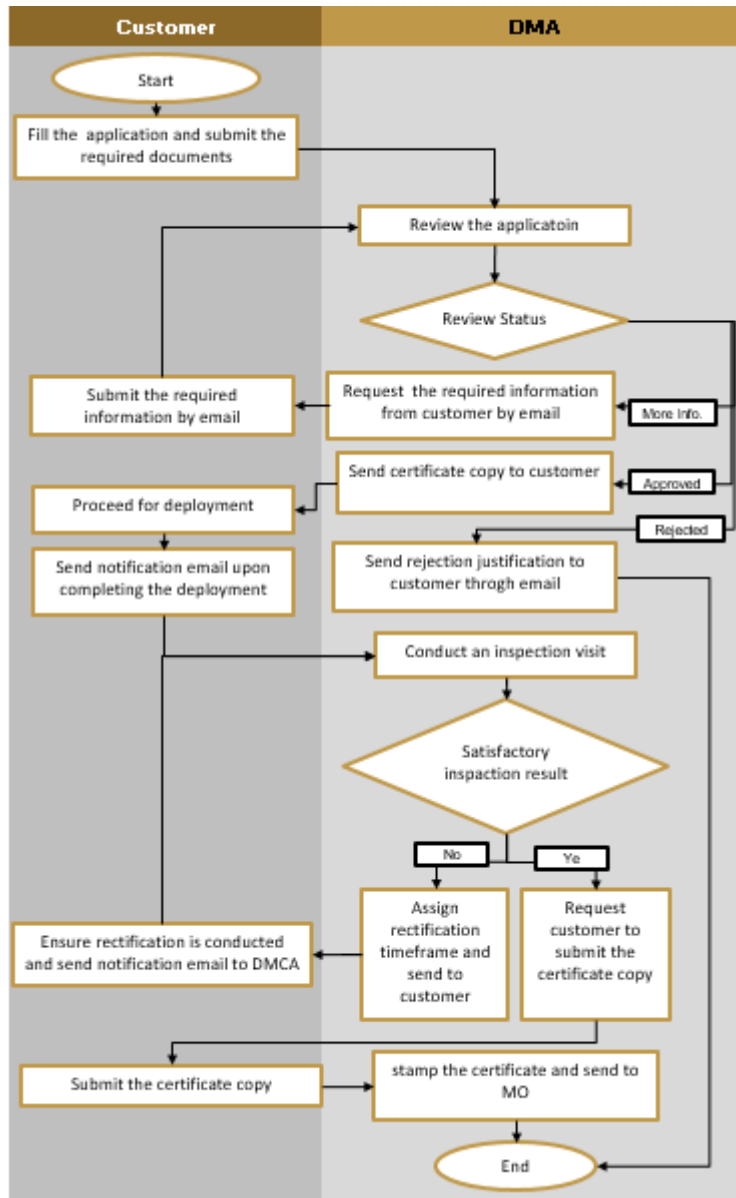 Customer
DMA
Start
Fill the application and submit the
required documents
Review the applicatoin
Review Status
Submit the required
information by email
Request the required information
from customer by email
More Info.
Send certificate copy to customer
Approved
Proceed for deployment
Rejected
Send notification email upon
completing the deployment
Send rejection justification to
customer throgh email
Conduct an inspection visit
Satisfactory
inspaction result
No
Ye
Assign
rectification
timeframe and
send to
customer
Request
customer to
submit the
certificate copy
Ensure rectification is conducted
and send notification email to DMCA
Submit the certificate copy
stamp the certificate and send to
MO
End